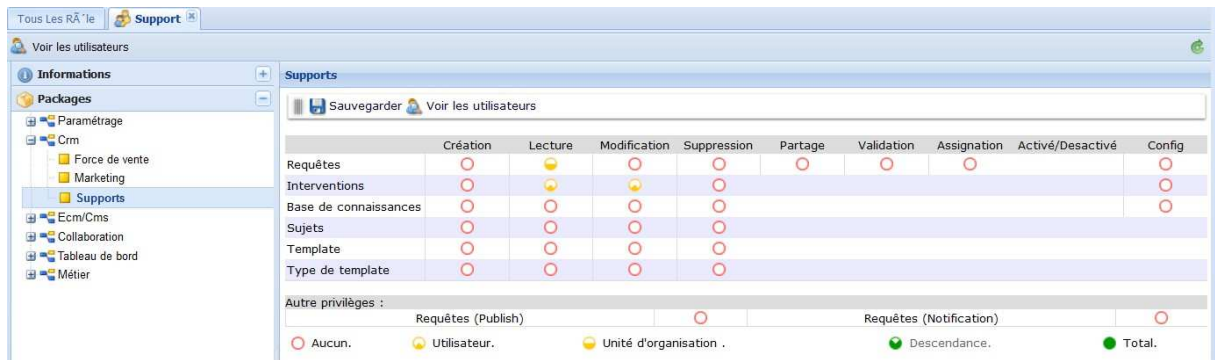 Tous Les RÃ´le Support
Voir les utilisateurs
Informations
Packages
Paramétrage
Crm
Force de vente
Marketing
Supports
Ecm/Cms
Collaboration
Tableau de bord
Métier
Supports
Sauvegarder Voir les utilisateurs
Création Lecture Modification Suppression Partage Validation Assignation Activé/Desactivé Config
Requêtes
Interventions
Base de connaissances
Sujets
Template
Type de template
Autre privilèges :
Requêtes (Publish) Requêtes (Notification)
Aucun. Utilisateur. Unité d'organisation . Descendance. Total.